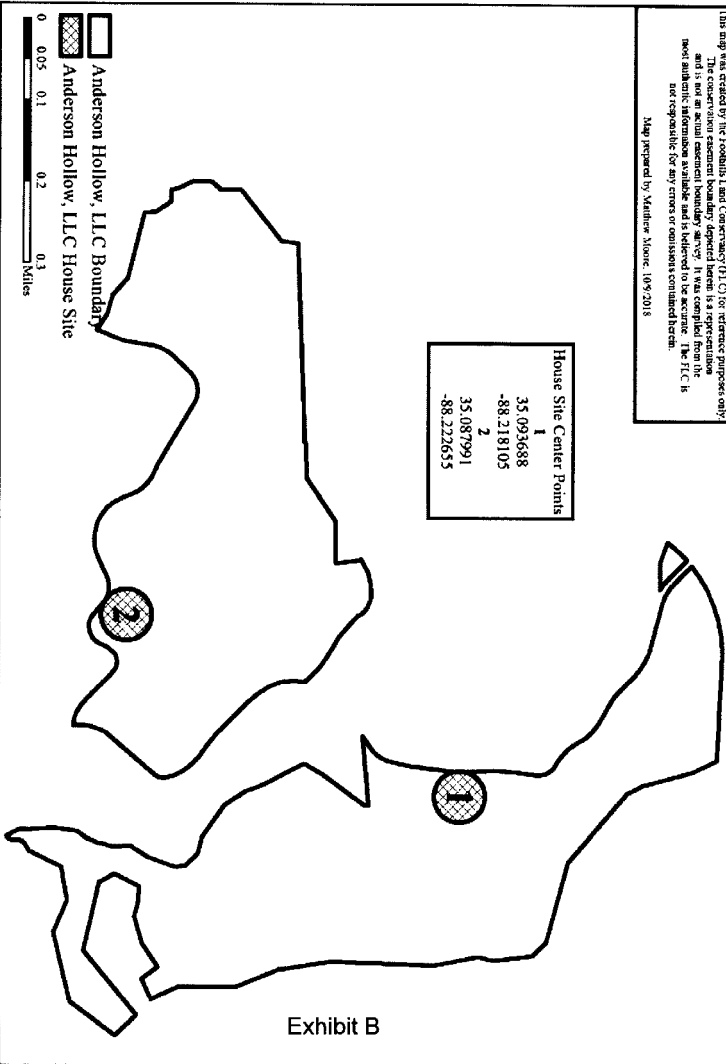 This map was created by the Foothills Land Conservancy (FLC) for reference purposes only.
The conservation easement boundary depicted herein is a representation
and is not an actual easement boundary survey. It was compiled from the
most authentic information available and is believed to be accurate. The FLC is
not responsible for any errors or omissions contained herein.
Map prepared by Matthew Moore, 10/9/2018
House Site Center Points
1
35.093688
-88.218105
2
35.087991
-88.222655
1
2
Anderson Hollow, LLC Boundary
Anderson Hollow, LLC House Site
0 0.05 0.1 0.2 0.3
Miles
Exhibit B